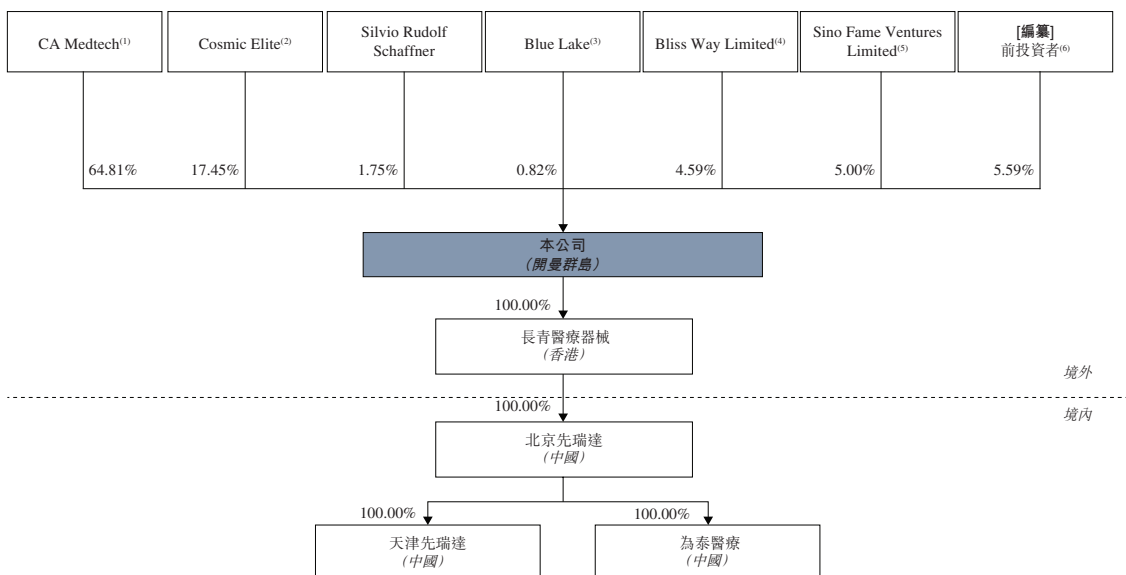 CA Medtech(1)
Cosmic Elite(2)
Silvio Rudolf
Schaffner
Blue Lake(3)
Bliss Way Limited(4)
Sino Fame Ventures
Limited(5)
[編纂]
前投資者(6)
64.81%
17.45%
1.75%
0.82%
4.59%
5.00%
5.59%
本公司
(開曼群島)
100.00%
長青醫療器械
(香港)
境外
100.00%
境內
北京先瑞達
(中國)
100.00%
100.00%
天津先瑞達
(中國)
為泰醫療
(中國)